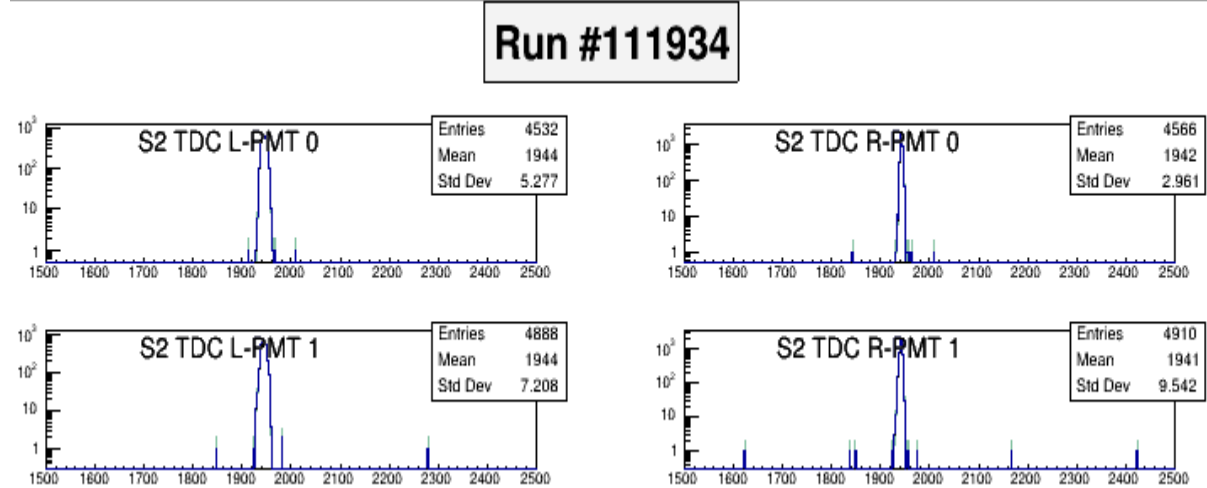 Run #111934
S2 TDC L-PMT 0
Entries 4532
Mean 1944
Std Dev 5.277
10³
10²
10
1
1500 1600 1700 1800 1900 2000 2100 2200 2300 2400 2500
S2 TDC R-PMT 0
Entries 4566
Mean 1942
Std Dev 2.961
10³
10²
10
1
1500 1600 1700 1800 1900 2000 2100 2200 2300 2400 2500
S2 TDC L-PMT 1
Entries 4888
Mean 1944
Std Dev 7.208
10³
10²
10
1
1500 1600 1700 1800 1900 2000 2100 2200 2300 2400 2500
S2 TDC R-PMT 1
Entries 4910
Mean 1941
Std Dev 9.542
10³
10²
10
1
1500 1600 1700 1800 1900 2000 2100 2200 2300 2400 2500